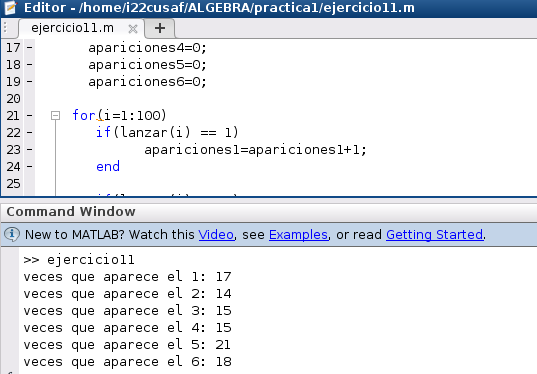 Editor - /home/i22cusaf/ALGEBRA/practica1/ejercicio11.m
ejercicio11.m × +
17 - apariciones4=0;
18 - apariciones5=0;
19 - apariciones6=0;
20
21 - for(i=1:100)
22 - if(lanzar(i) == 1)
23 - apariciones1=apariciones1+1;
24 - end
25
Command Window
New to MATLAB? Watch this Video, see Examples, or read Getting Started.
>> ejercicio11
veces que aparece el 1: 17
veces que aparece el 2: 14
veces que aparece el 3: 15
veces que aparece el 4: 15
veces que aparece el 5: 21
veces que aparece el 6: 18